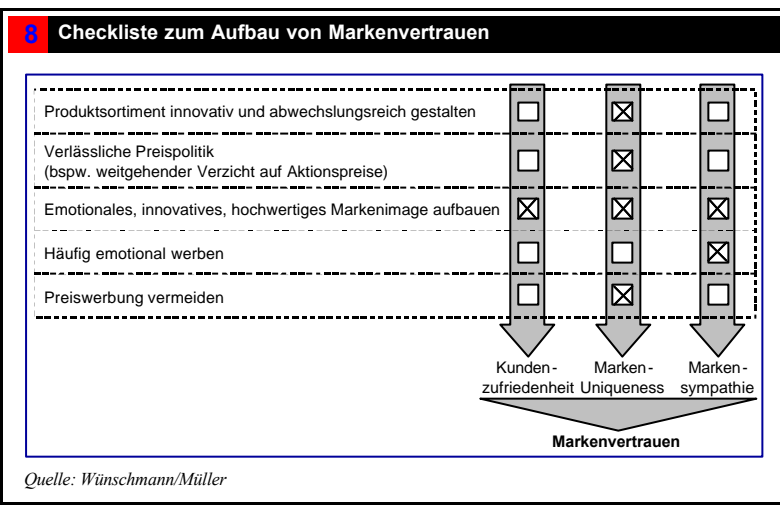 8 Checkliste zum Aufbau von Markenvertrauen
Produktsortiment innovativ und abwechslungsreich gestalten
Verlässliche Preispolitik
(bspw. weitgehender Verzicht auf Aktionspreise)
Emotionales, innovatives, hochwertiges Markenimage aufbauen
Häufig emotional werben
Preiswerbung vermeiden
Kunden- Marken- Marken-
zufriedenheit Uniqueness sympathie
Markenvertrauen
Quelle: Wünschmann/Müller